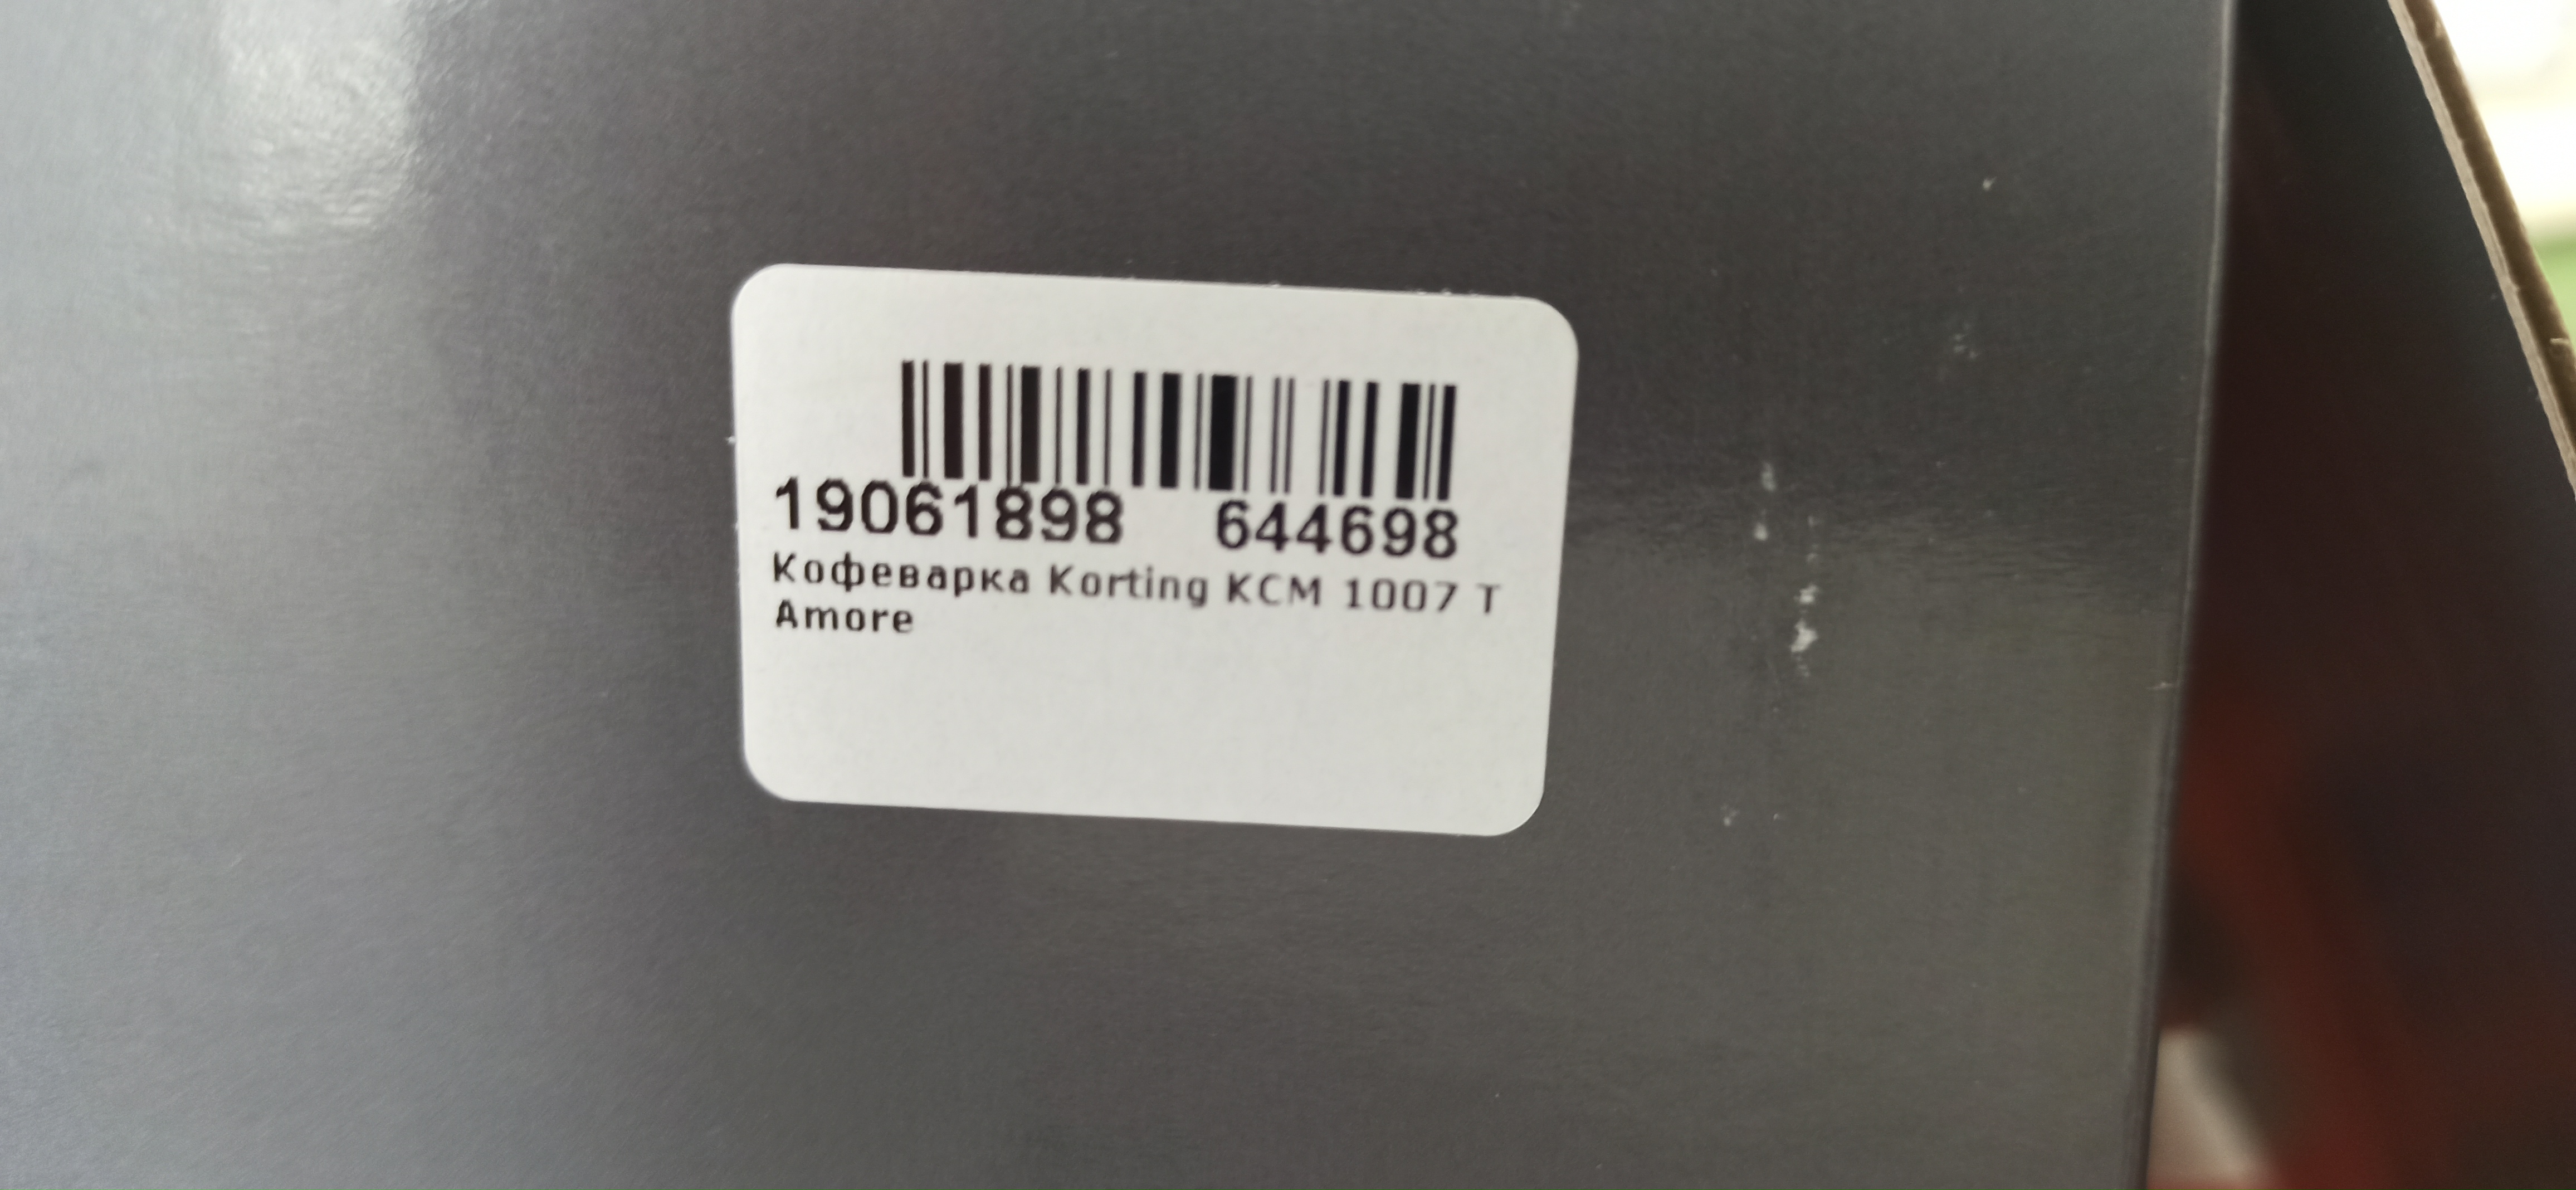 19061898 644698
Кофеварка Korting KCM 1007 T
Amore